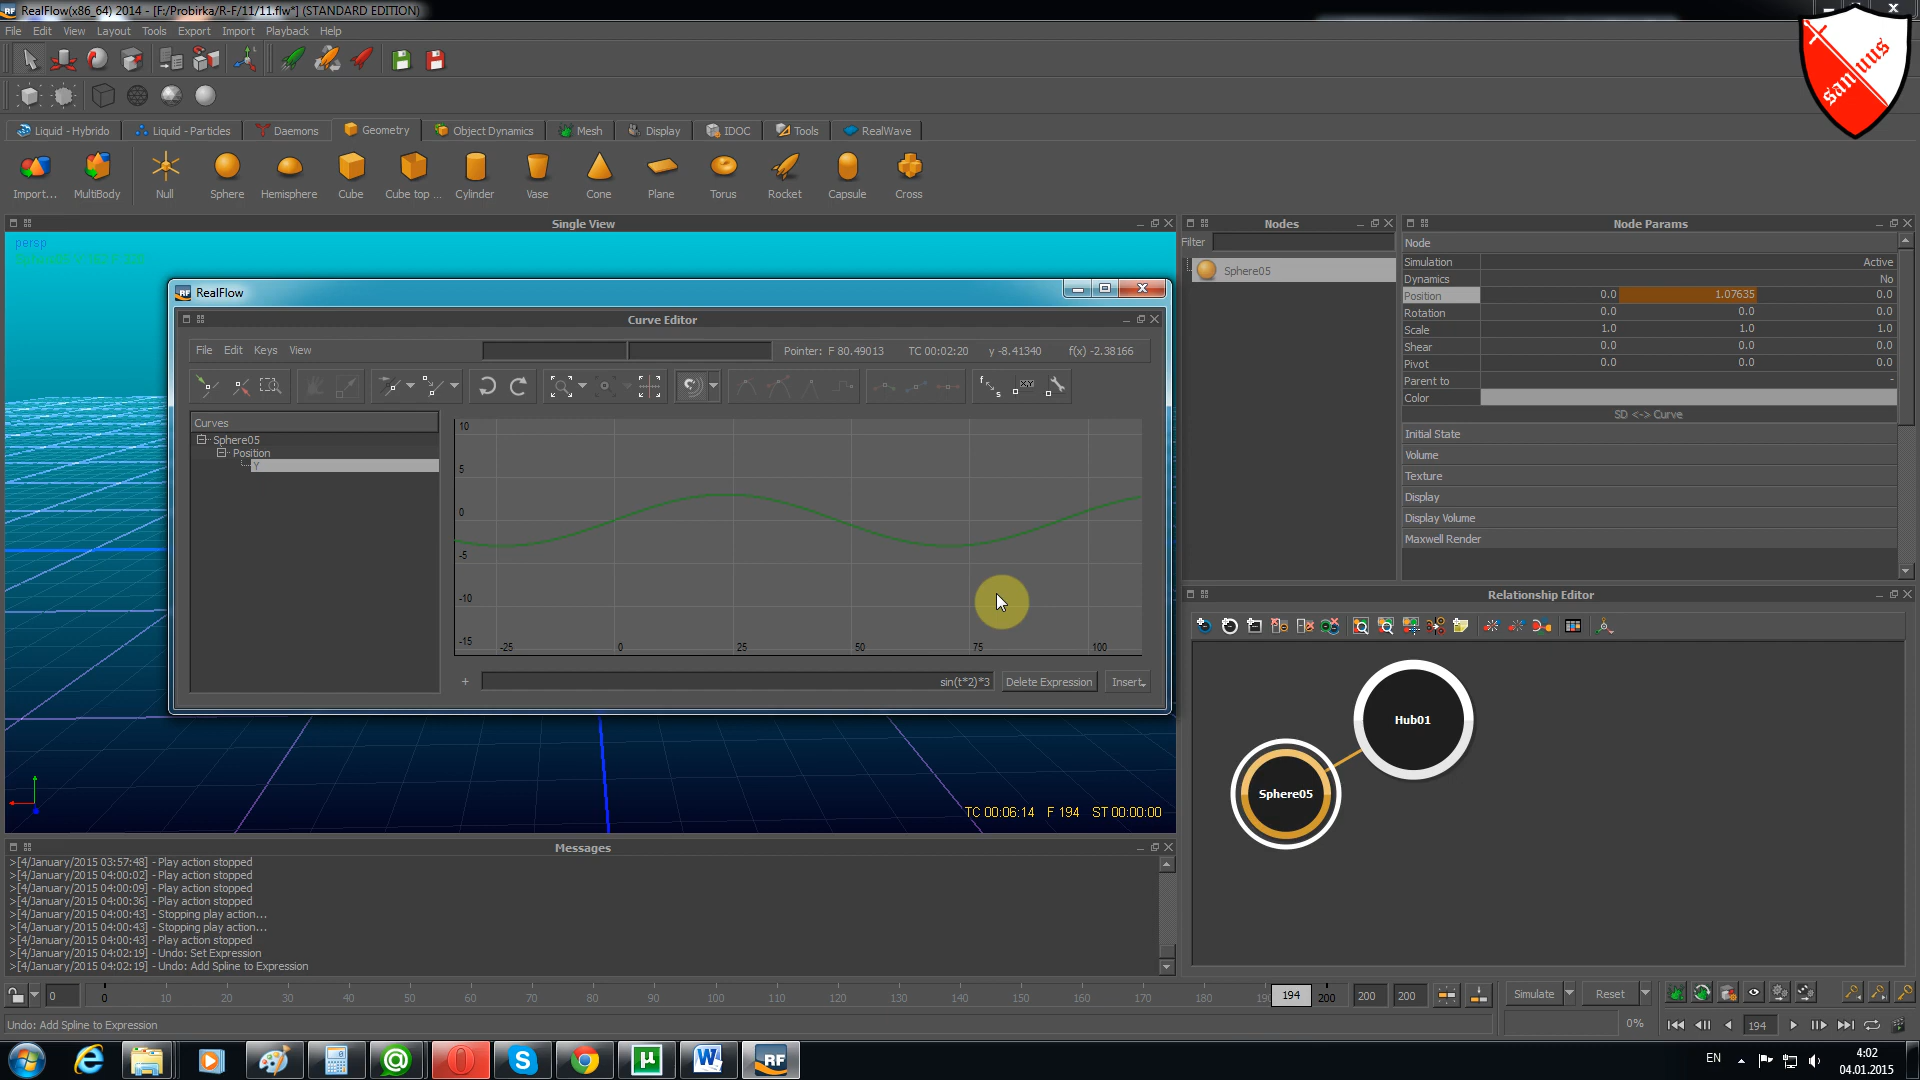 RealFlow(x86_64) 2014 - [F:/Probirka/R-F/11/11.flw*] (STANDARD EDITION)
File Edit View Layout Tools Export Import Playback Help
Liquid - Hybrido Liquid - Particles Daemons Geometry Object Dynamics Mesh Display IDOC Tools RealWave
Import... MultiBody Null Sphere Hemisphere Cube Cube top ... Cylinder Vase Cone Plane Torus Rocket Capsule Cross
samuus
Single View
persp
Nodes
Filter
Sphere05
Node Params
Node
Simulation Active
Dynamics No
Position 0.0 1.07635 0.0
Rotation 0.0 0.0 0.0
Scale 1.0 1.0 1.0
Shear 0.0 0.0 0.0
Pivot 0.0 0.0 0.0
Parent to -
Color
SD <-> Curve
Initial State
Volume
Texture
Display
Display Volume
Maxwell Render
RealFlow
Curve Editor
File Edit Keys View
Pointer: F 80.49013 TC 00:02:20 y -8.41340 f(x) -2.38166
Curves
Sphere05
Position
Y
10
5
0
-5
-10
-15
-25 0 25 50 75 100
+ sin(t*2)*3 Delete Expression Insert
TC 00:06:14 F 194 ST 00:00:00
Relationship Editor
Hub01
Sphere05
Messages
>[4/January/2015 03:57:48] - Play action stopped
>[4/January/2015 04:00:02] - Play action stopped
>[4/January/2015 04:00:09] - Play action stopped
>[4/January/2015 04:00:36] - Play action stopped
>[4/January/2015 04:00:43] - Stopping play action...
>[4/January/2015 04:00:43] - Stopping play action...
>[4/January/2015 04:00:43] - Play action stopped
>[4/January/2015 04:02:19] - Undo: Set Expression
>[4/January/2015 04:02:19] - Undo: Add Spline to Expression
0 0 10 20 30 40 50 60 70 80 90 100 110 120 130 140 150 160 170 180 194 200 200 200
Simulate Reset
Undo: Add Spline to Expression
0% 194
EN
4:02
04.01.2015